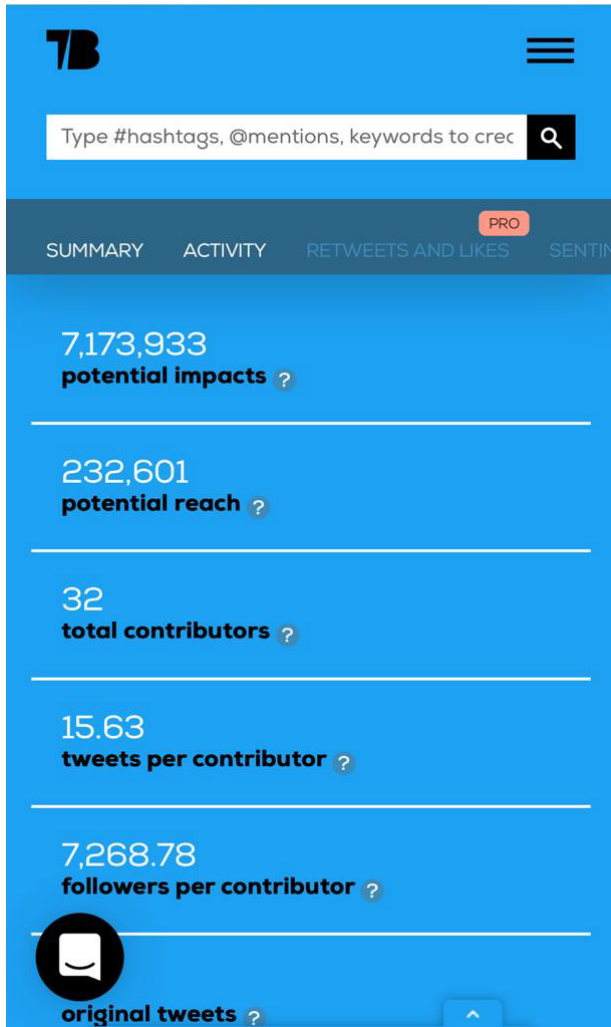 TB
Type #hashtags, @mentions, keywords to crec
PRO
SUMMARY ACTIVITY RETWEETS AND LIKES SENTIM
7,173,933
potential impacts ?
232,601
potential reach ?
32
total contributors ?
15.63
tweets per contributor ?
7,268.78
followers per contributor ?
original tweets ?